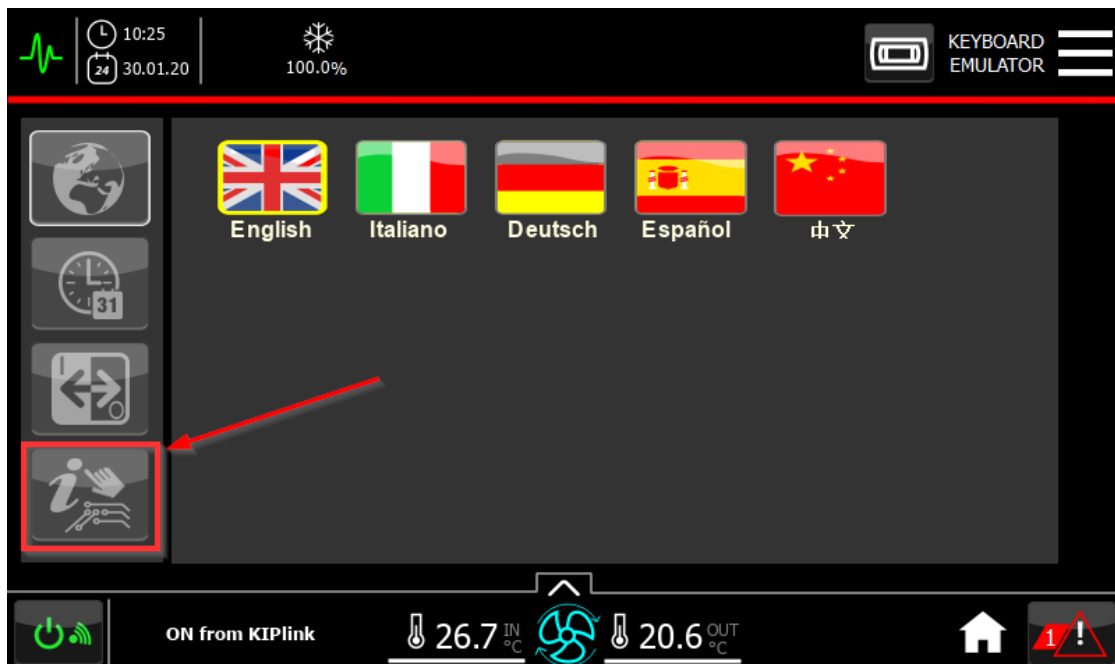 10:25
24 30.01.20
100.0%
KEYBOARD
EMULATOR
English Italiano Deutsch Español 中文
31
I
O
i
ON from KIPlink
26.7 IN °C
20.6 OUT °C
1 !